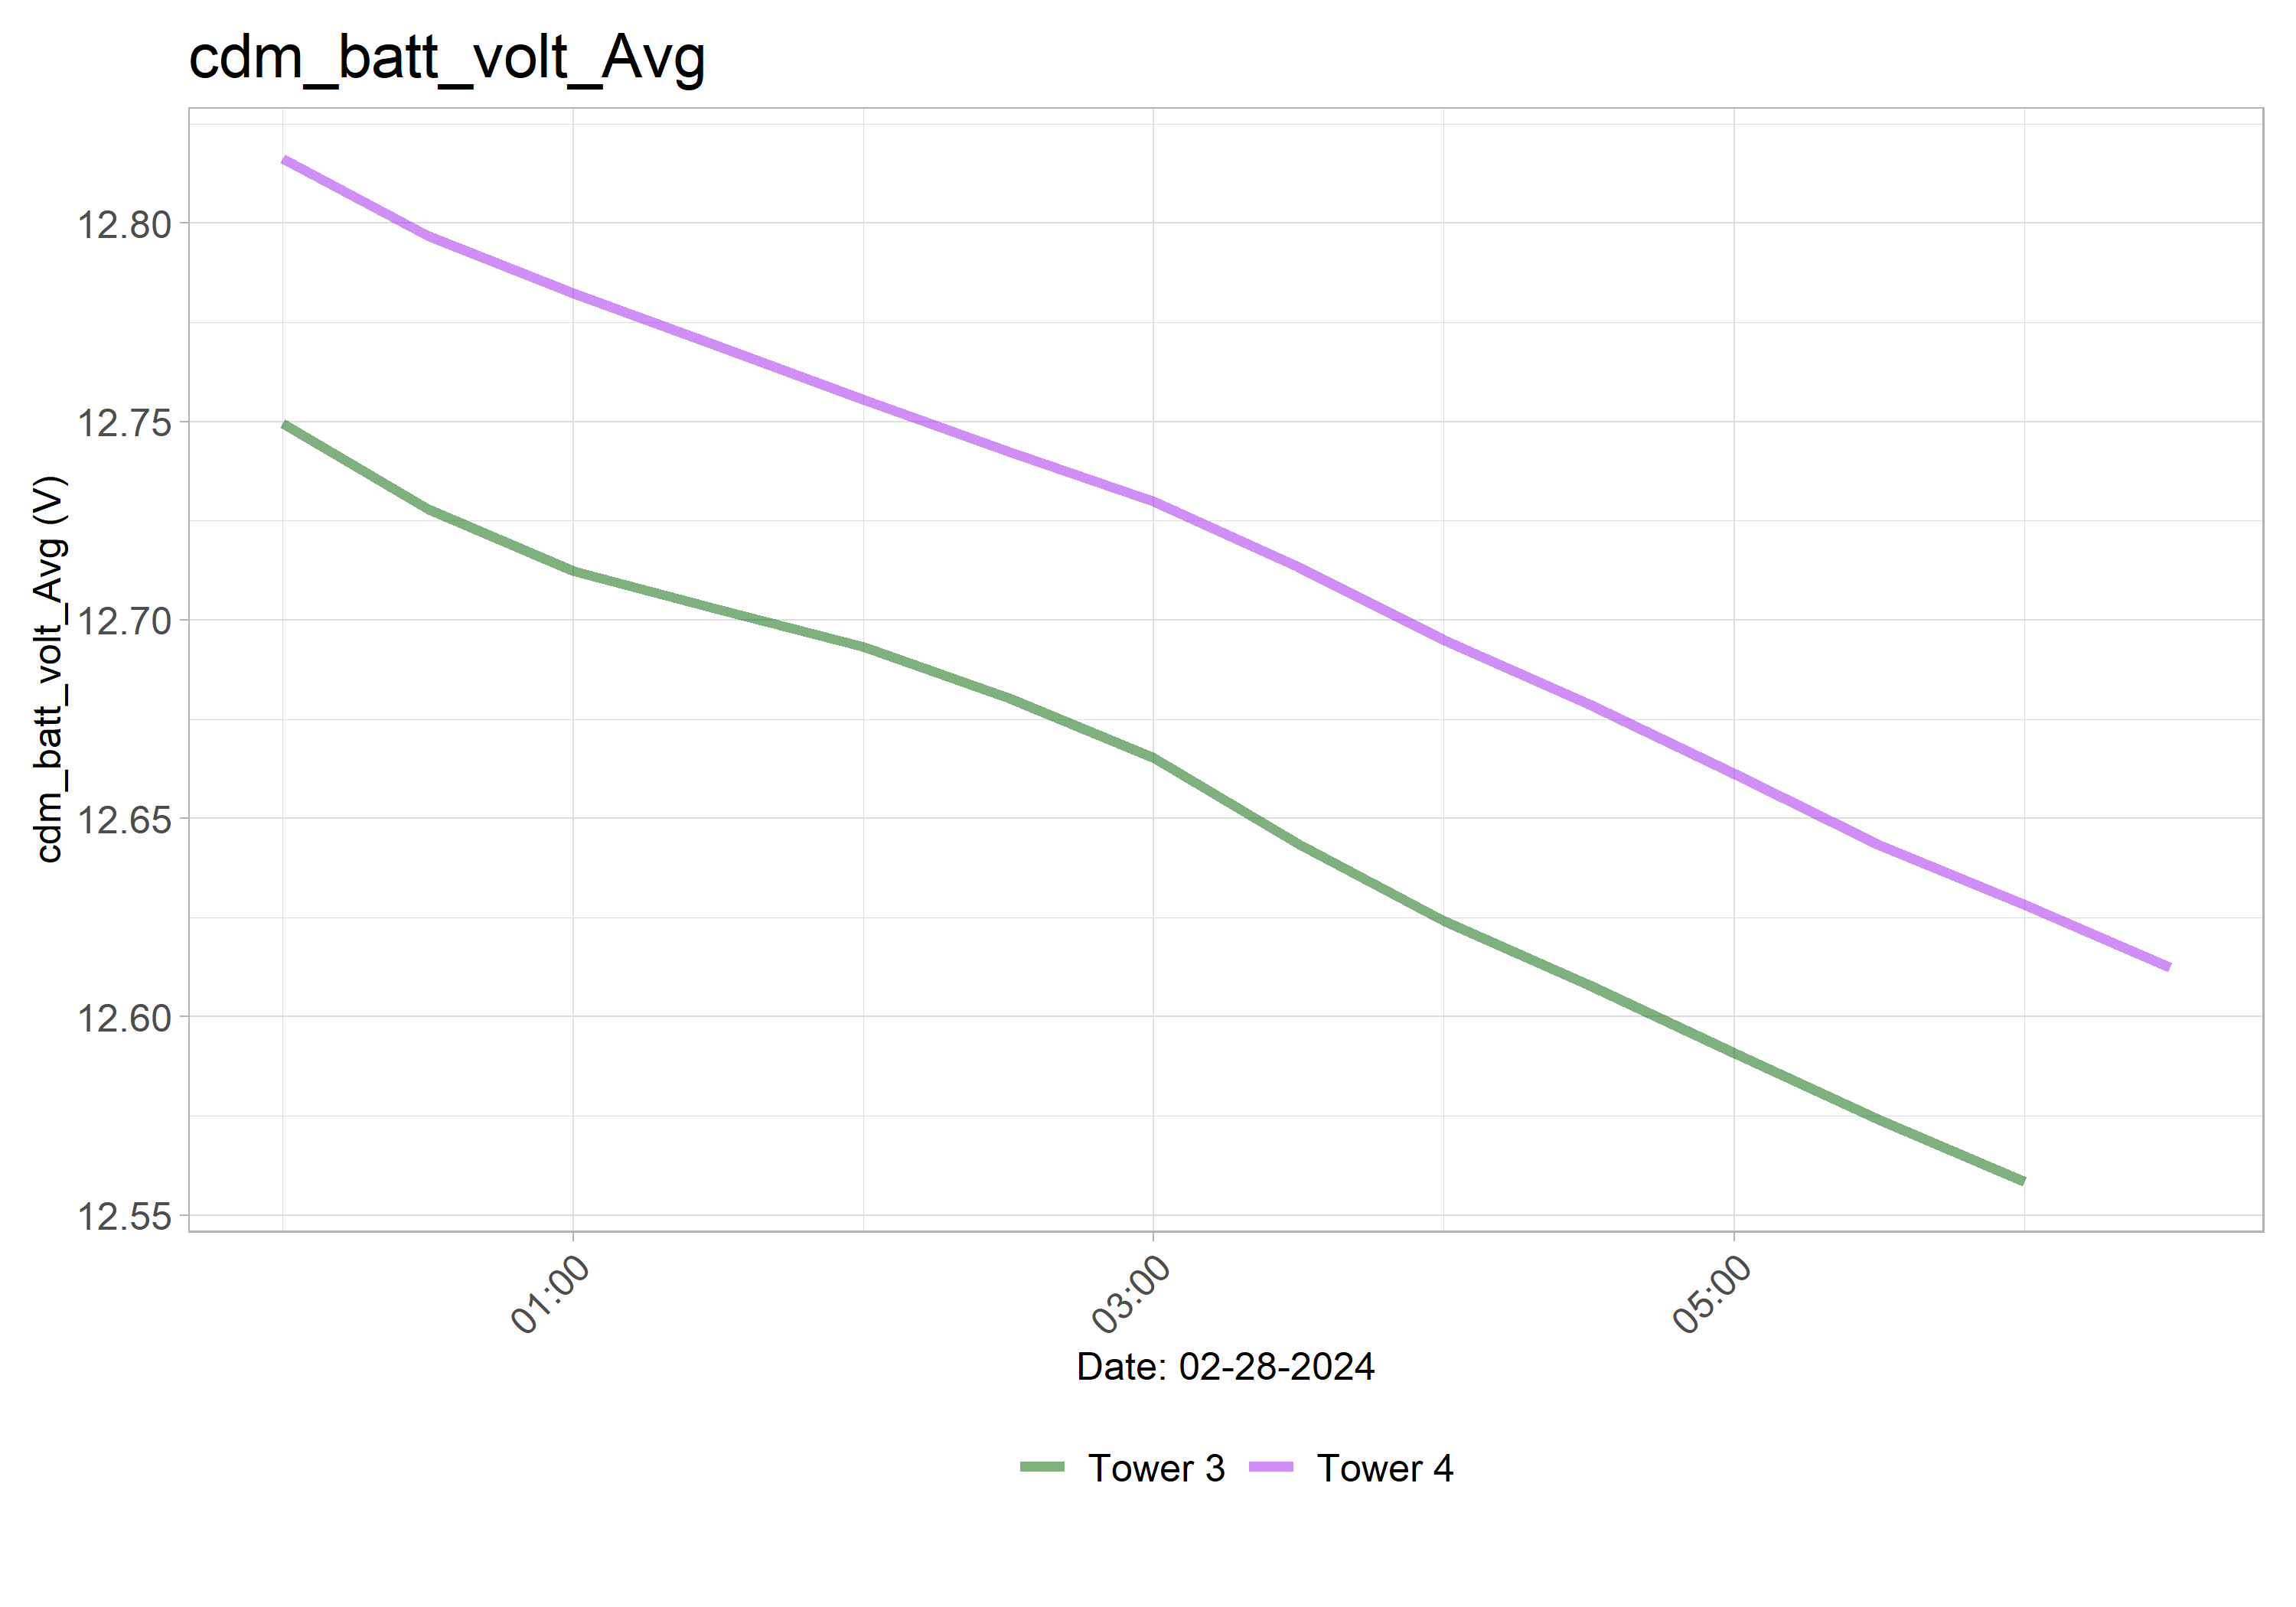 cdm_batt_volt_Avg
cdm_batt_volt_Avg (V)
12.80
12.75
12.70
12.65
12.60
12.55
01:00
03:00
05:00
Date: 02-28-2024
Tower 3
Tower 4